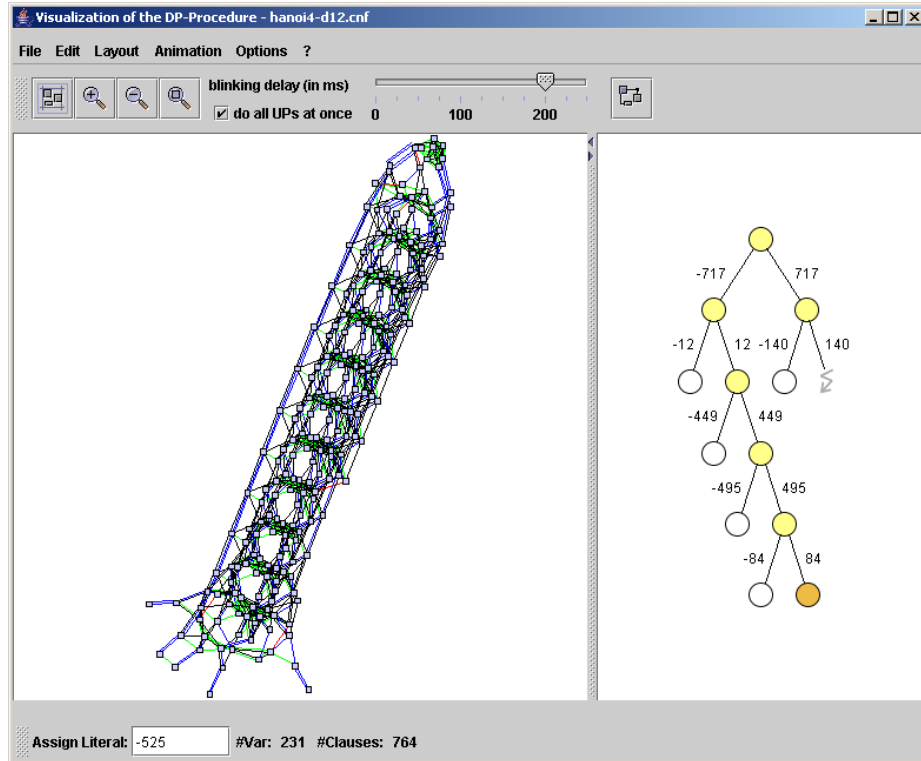 Visualization of the DP-Procedure - hanoi4-d12.cnf
File Edit Layout Animation Options ?
blinking delay (in ms)
do all UPs at once
0 100 200
-717 717
-12 12 -140 140
-449 449
-495 495
-84 84
Assign Literal: -525 #Var: 231 #Clauses: 764